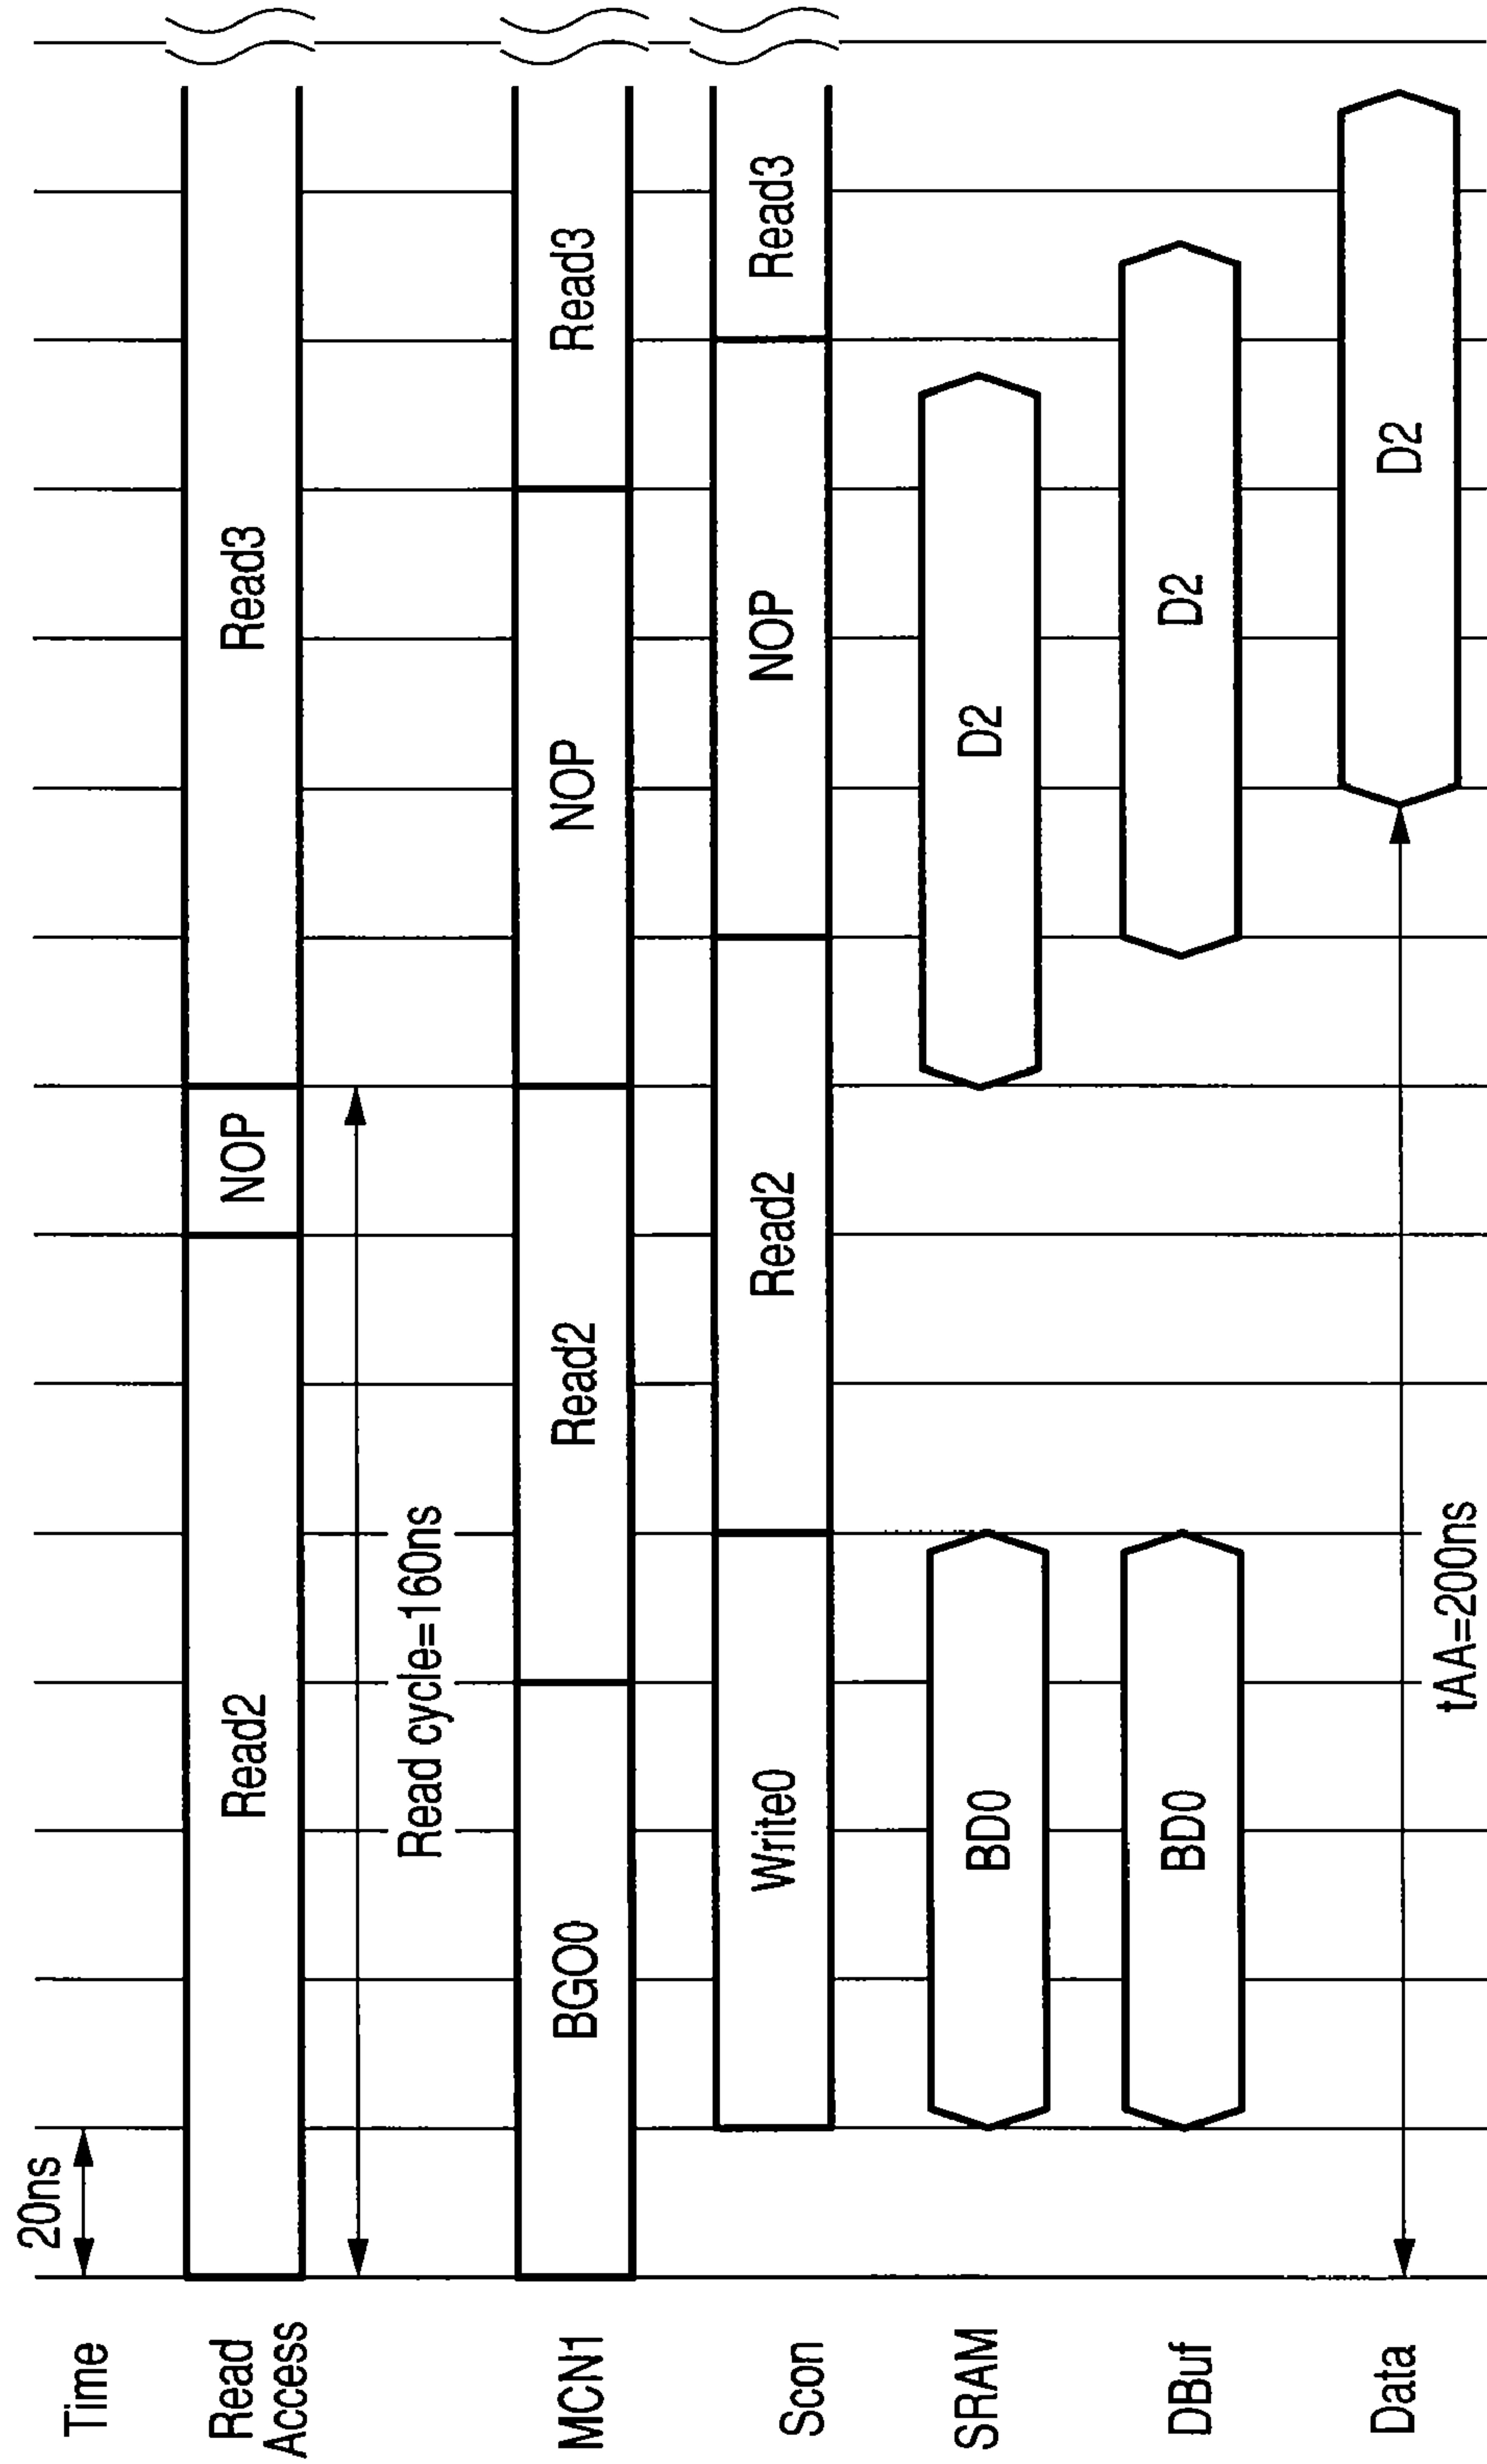 Time
20ns
Read
Access
Read2
NOP
Read3
Read cycle=160ns
MCN1
BGO0
Read2
NOP
Read3
Scon
Write0
Read2
NOP
Read3
SRAM
BD0
D2
DBuf
BD0
D2
Data
D2
tAA=200ns